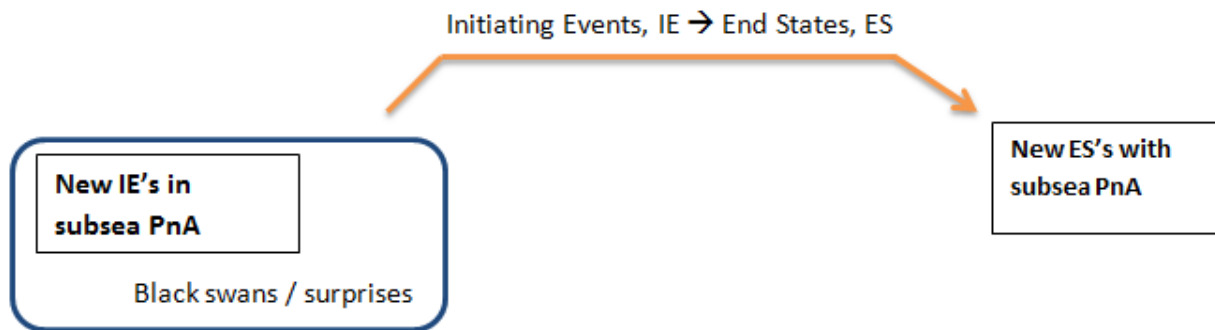 Initiating Events, IE → End States, ES
New IE's in
subsea PnA
Black swans / surprises
New ES's with
subsea PnA